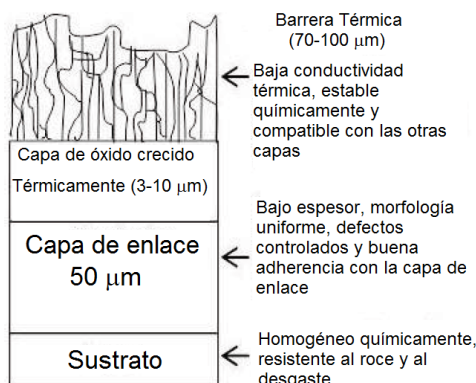 Barrera Térmica
(70-100 μm)
Baja conductividad
térmica, estable
químicamente y
compatible con las otras
capas
Capa de óxido crecido
Térmicamente (3-10 μm)
Bajo espesor, morfología
uniforme, defectos
controlados y buena
adherencia con la capa de
enlace
Capa de enlace
50 μm
Homogéneo químicamente,
resistente al roce y al
desgaste
Sustrato